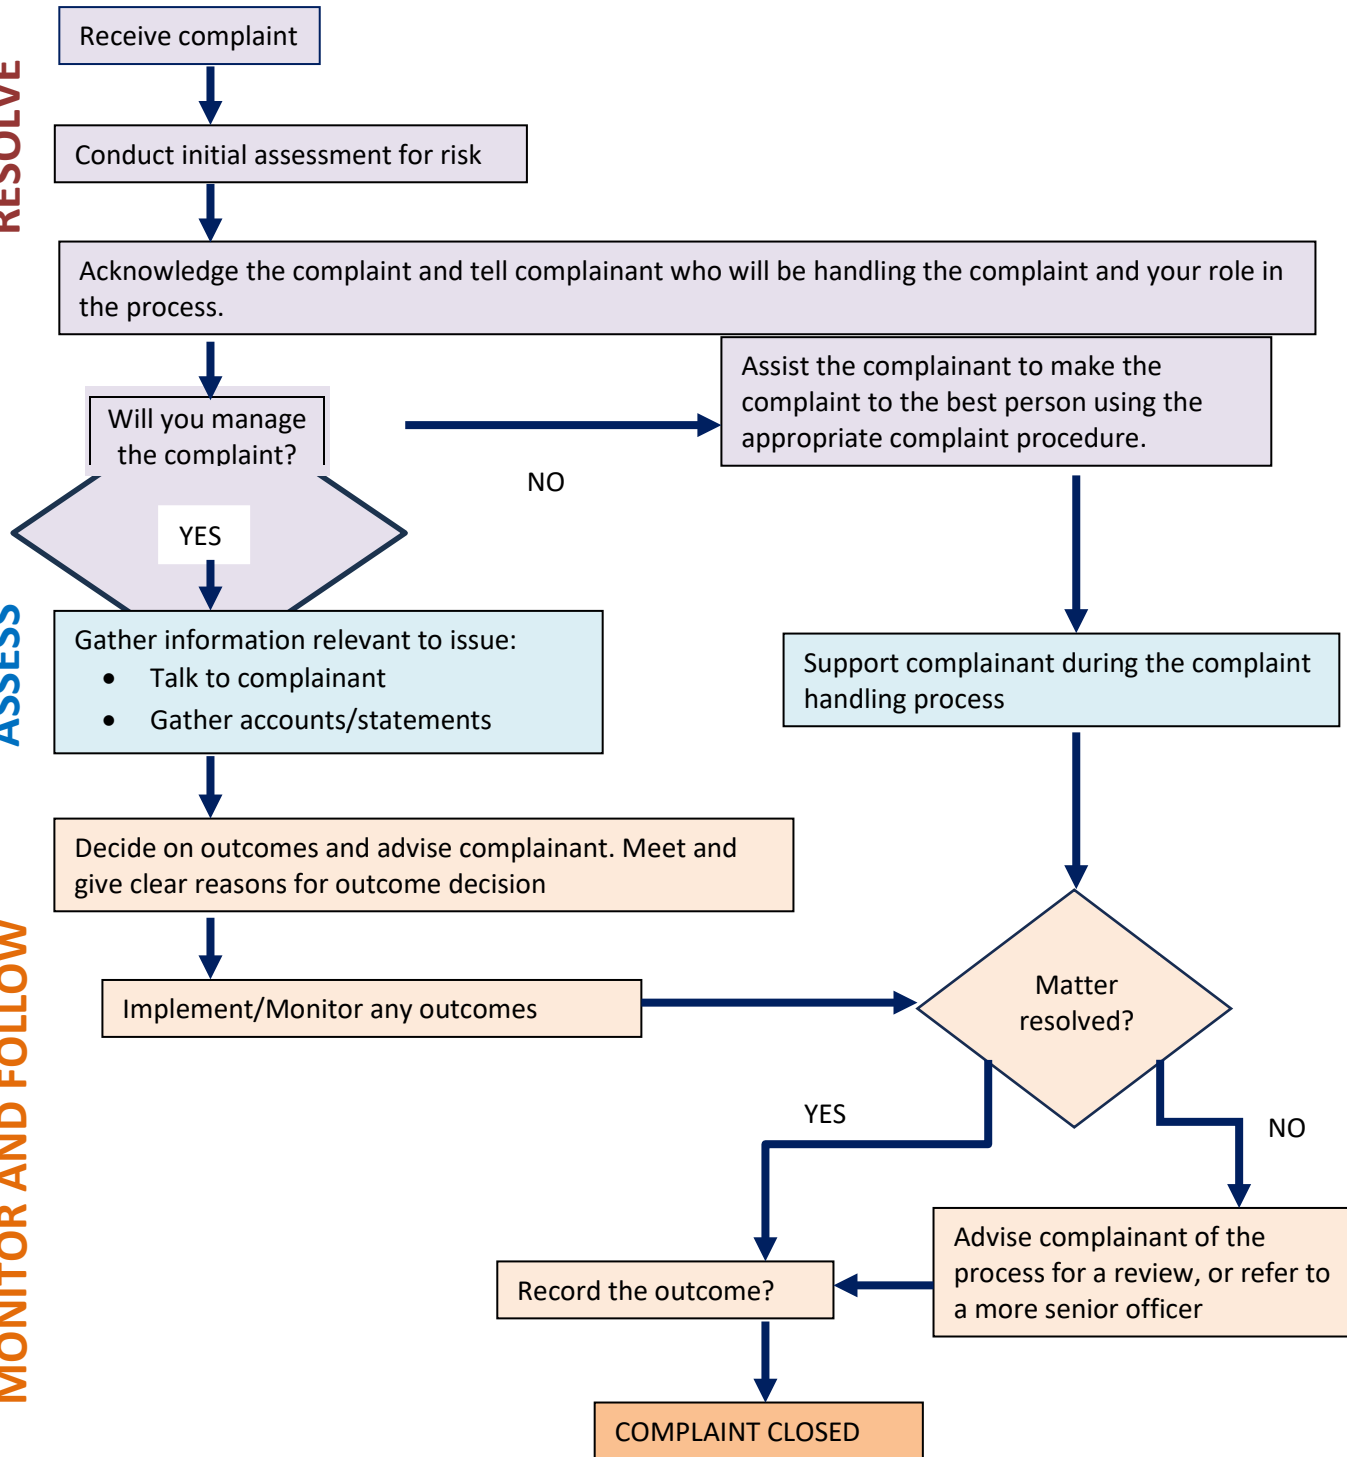 RESOLVE
Receive complaint
Conduct initial assessment for risk
Acknowledge the complaint and tell complainant who will be handling the complaint and your role in
the process.
Will you manage
the complaint?
NO
Assist the complainant to make the
complaint to the best person using the
appropriate complaint procedure.
YES
ASSESS
Gather information relevant to issue:
• Talk to complainant
• Gather accounts/statements
Support complainant during the complaint
handling process
Decide on outcomes and advise complainant. Meet and
give clear reasons for outcome decision
MONITOR AND FOLLOW
Implement/Monitor any outcomes
Matter
resolved?
YES
NO
Advise complainant of the
process for a review, or refer to
a more senior officer
Record the outcome?
COMPLAINT CLOSED